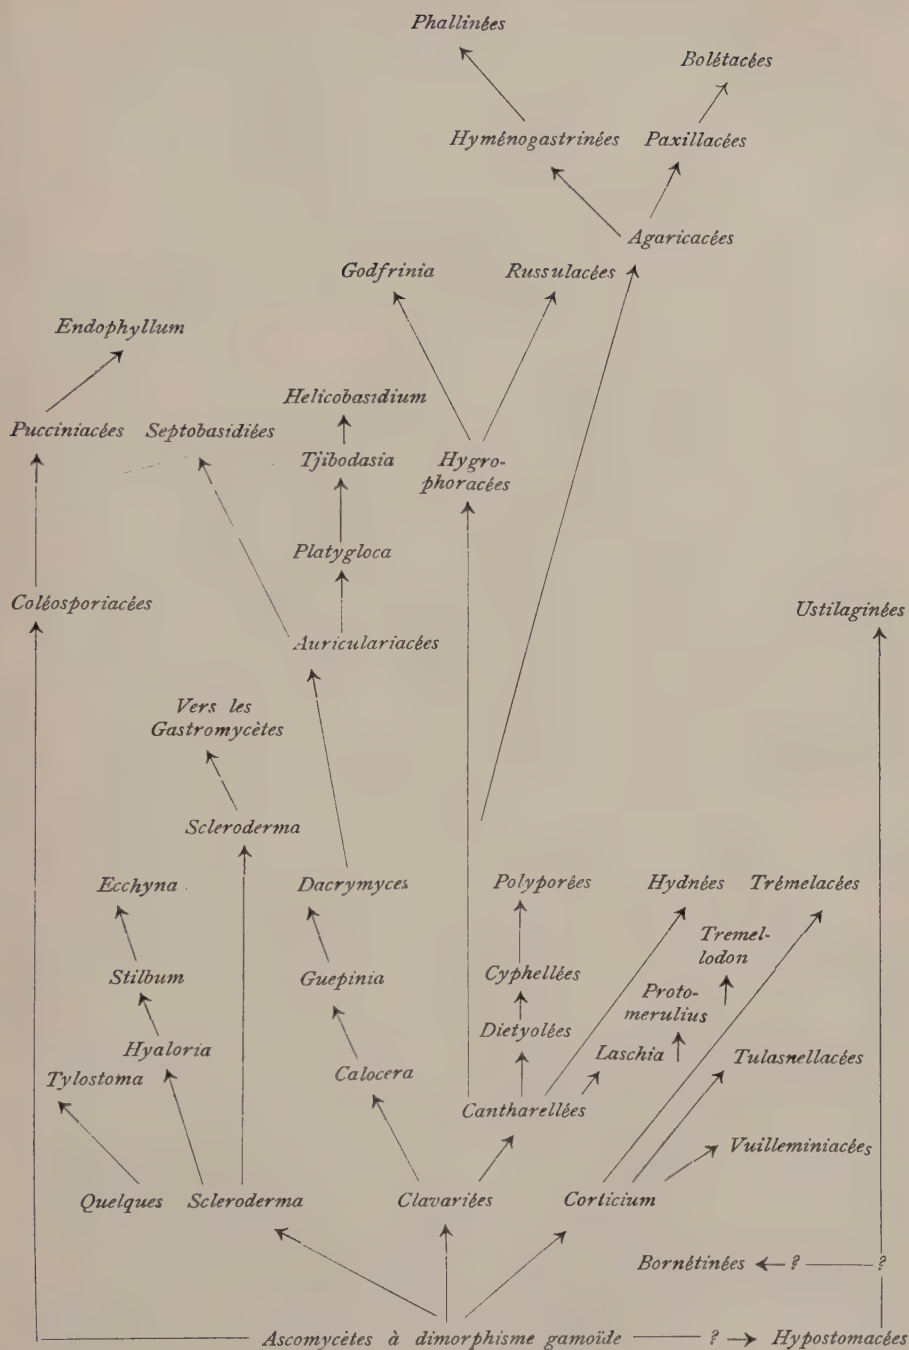 Phallinées
Bolétacées
Hyménogastrinées Paxillacées
Agaricacées
Godfrinia Russulacées
Endophyllum
Helicobasidium
Pucciniacées Septobasidiées
Tjibodasia Hygro-
phoracées
Platygloca
Coléosporiacées Ustilaginées
Auriculariacées
Vers les
Gastromycètes
Scleroderma
Ecchyna Dacrymyces Polyporées Hydnées Trémelacées
Tremel-
lodon
Stilbum Guepinia Cyphellées
Proto-
merulius
Dietyolées
Hyaloria Laschia Tulasnellacées
Tylostoma Calocera
Cantharellées
Vuilleminiacées
Quelques Scleroderma Clavariées Corticium
Bornétinées ? ?
Ascomycètes à dimorphisme gamoïde ? Hypostomacées